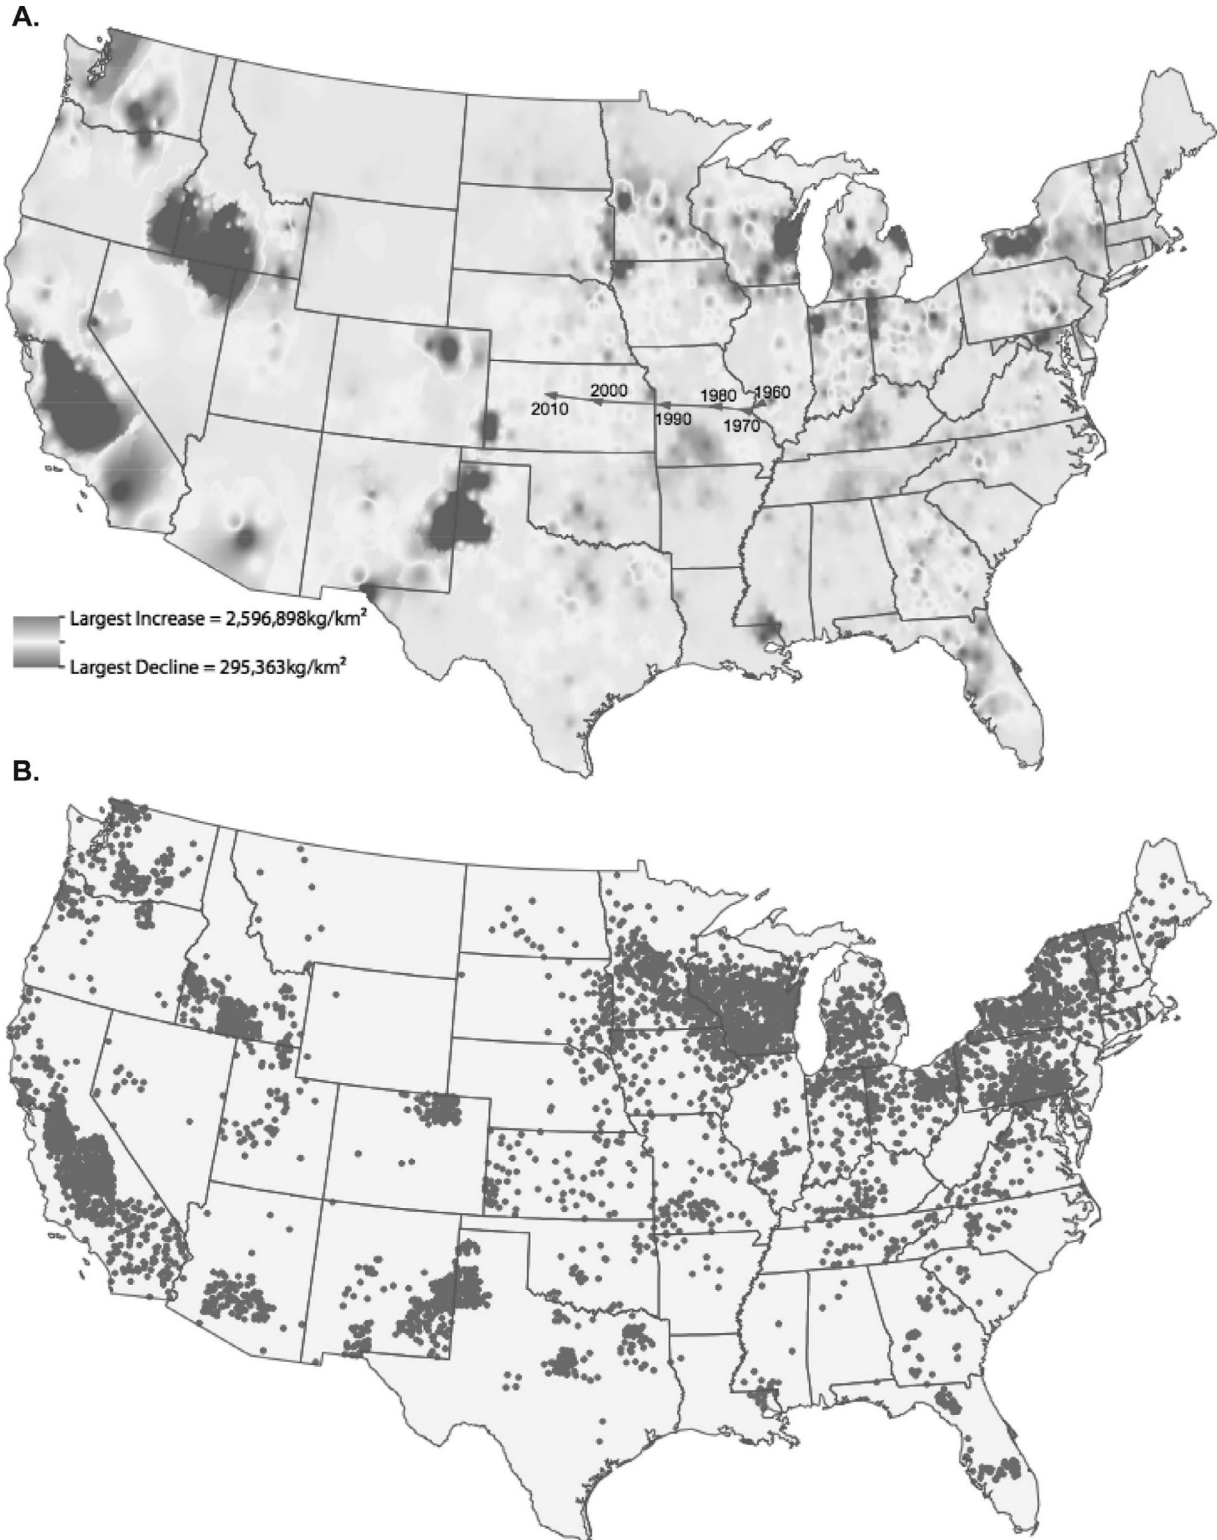 A.
1960
2000
1980
2010
1990
1970
Largest Increase = 2,596,898kg/km²
Largest Decline = 295,363kg/km²
B.